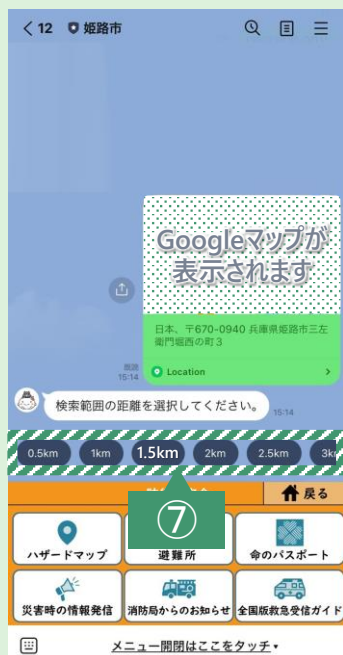 12 姫路市
Googleマップが
表示されます
日本、〒670-0940 兵庫県姫路市三左
衛門堀西の町3
既読
15:14
Location
検索範囲の距離を選択してください。
15:14
0.5km 1km 1.5km 2km 2.5km 3k
戻る
⑦
ハザードマップ 避難所 命のパスポート
災害時の情報発信 消防局からのお知らせ 全国版救急受信ガイド
メニュー開閉はここをタッチ▾